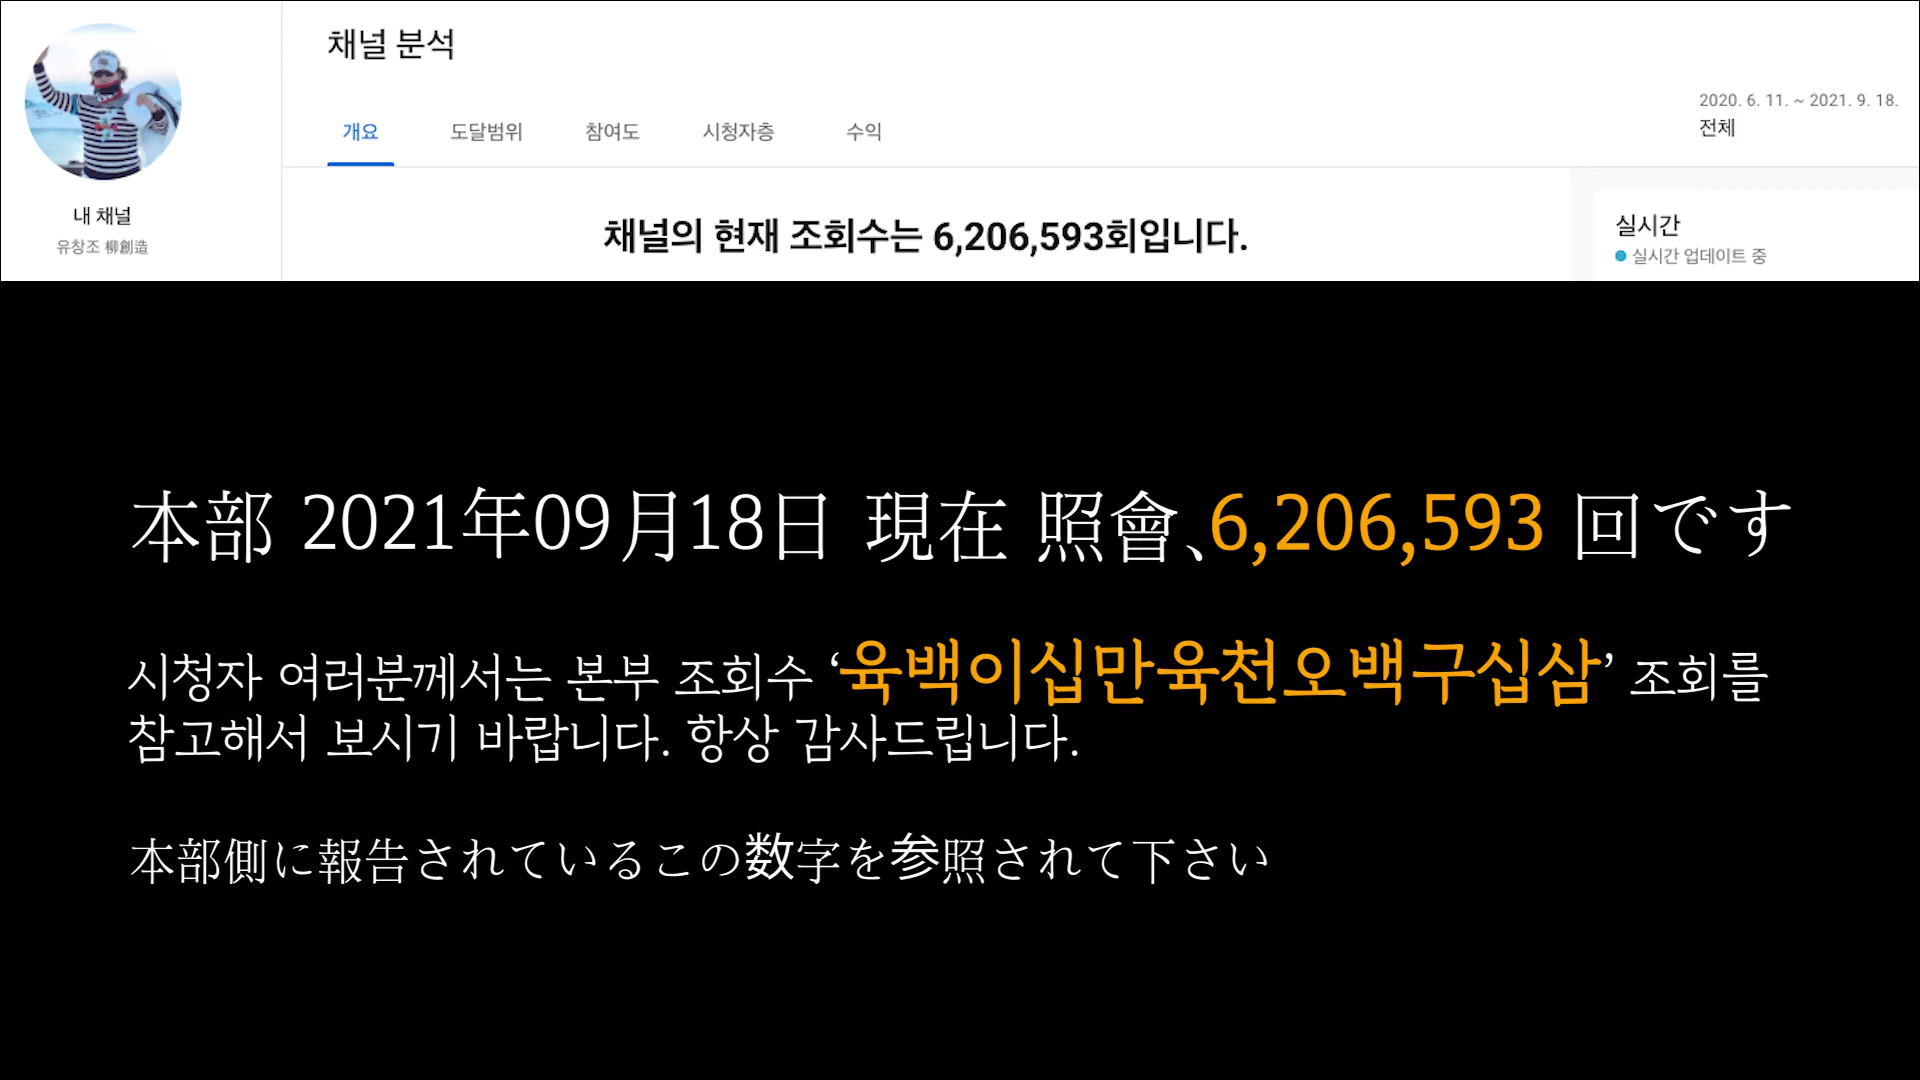 채널 분석
2020. 6. 11. ~ 2021. 9. 18.
전체
개요 도달범위 참여도 시청자층 수익
내 채널
유창조 柳創造
채널의 현재 조회수는 6,206,593회입니다.
실시간
실시간 업데이트 중
本部 2021年09月18日 現在 照會、6,206,593 回です
시청자 여러분께서는 본부 조회수 ‘육백이십만육천오백구십삼’ 조회를
참고해서 보시기 바랍니다. 항상 감사드립니다.
本部側に報告されているこの数字を参照されて下さい